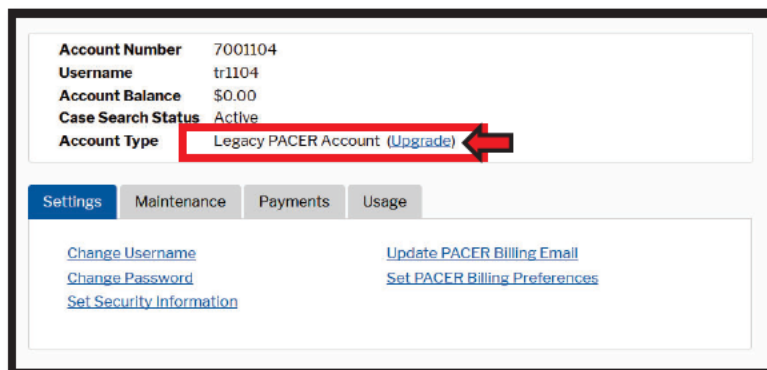 Account Number 7001104
Username tr1104
Account Balance $0.00
Case Search Status Active
Account Type Legacy PACER Account (Upgrade)
Settings Maintenance Payments Usage
Change Username Update PACER Billing Email
Change Password Set PACER Billing Preferences
Set Security Information